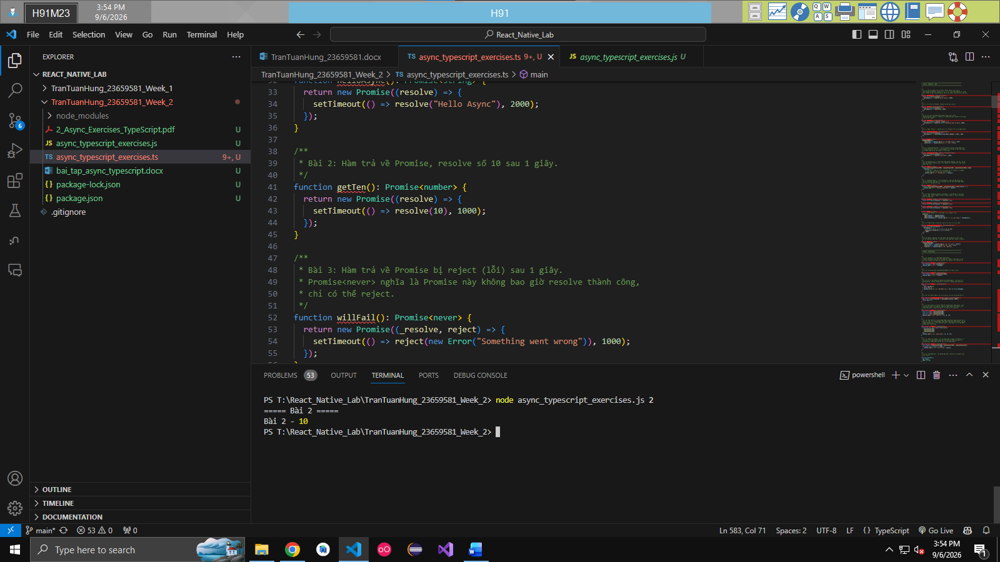 H91M23
3:54 PM
9/6/2026
H91
Q W
A S
File Edit Selection View Go Run Terminal Help
React_Native_Lab
EXPLORER
REACT_NATIVE_LAB
TranTuanHung_23659581_Week_1
TranTuanHung_23659581_Week_2
node_modules
2_Async_Exercises_TypeScript.pdf U
JS async_typescript_exercises.js U
TS async_typescript_exercises.ts 9+, U
bai_tap_async_typescript.docx U
{} package-lock.json U
{} package.json U
.gitignore
6
OUTLINE
TIMELINE
DOCUMENTATION
TranTuanHung_23659581.docx
TS async_typescript_exercises.ts 9+, U
JS async_typescript_exercises.js U
TranTuanHung_23659581_Week_2 > TS async_typescript_exercises.ts > main
32 function helloAsync(): Promise<string> {
33 return new Promise((resolve) => {
34 setTimeout(() => resolve("Hello Async"), 2000);
35 });
36 }
37
38 /**
39 * Bài 2: Hàm trả về Promise, resolve số 10 sau 1 giây.
40 */
41 function getTen(): Promise<number> {
42 return new Promise((resolve) => {
43 setTimeout(() => resolve(10), 1000);
44 });
45 }
46
47 /**
48 * Bài 3: Hàm trả về Promise bị reject (lỗi) sau 1 giây.
49 * Promise<never> nghĩa là Promise này không bao giờ resolve thành công,
50 * chỉ có thể reject.
51 */
52 function willFail(): Promise<never> {
53 return new Promise((_resolve, reject) => {
54 setTimeout(() => reject(new Error("Something went wrong")), 1000);
55 });
56 }
PROBLEMS 53 OUTPUT TERMINAL PORTS DEBUG CONSOLE
powershell
PS T:\React_Native_Lab\TranTuanHung_23659581_Week_2> node async_typescript_exercises.js 2
===== Bài 2 =====
Bài 2 - 10
PS T:\React_Native_Lab\TranTuanHung_23659581_Week_2>
main* 53 0 0
Ln 583, Col 71 Spaces: 2 UTF-8 LF {} TypeScript Go Live
Type here to search
3:54 PM
9/6/2026
1